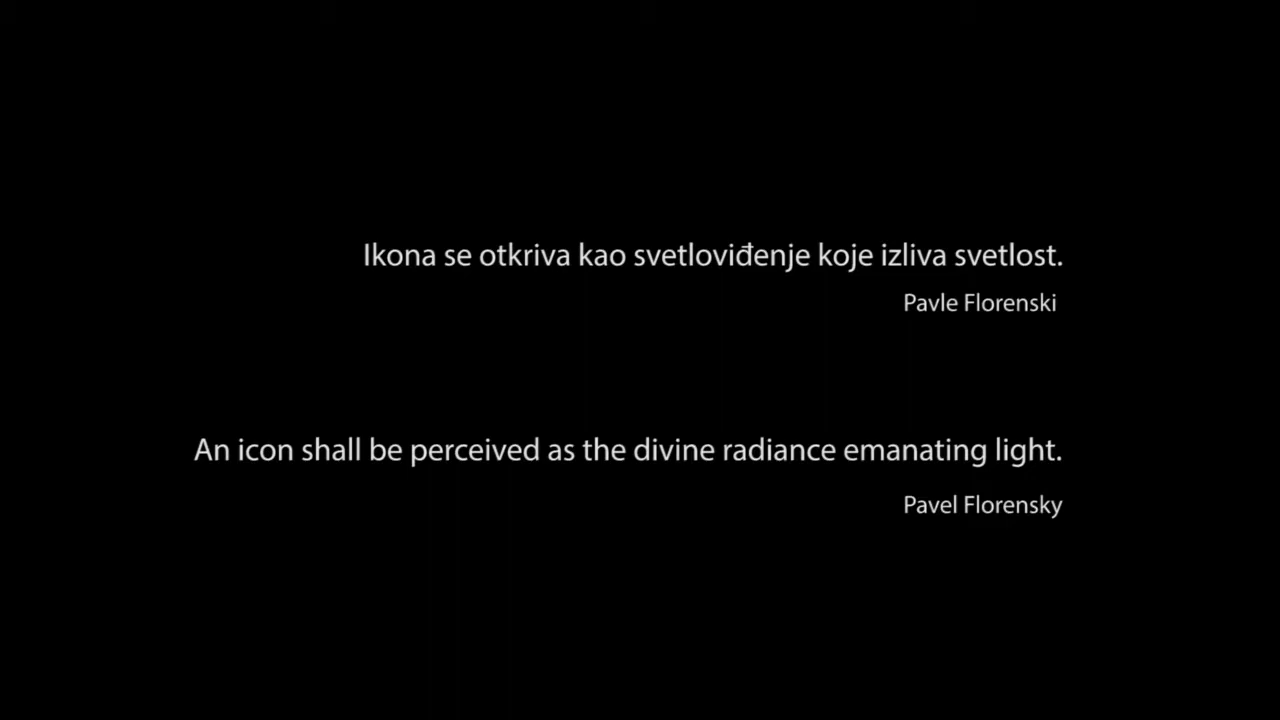 Ikona se otkriva kao svetloviđenje koje izliva svetlost.
Pavle Florenski
An icon shall be perceived as the divine radiance emanating light.
Pavel Florensky